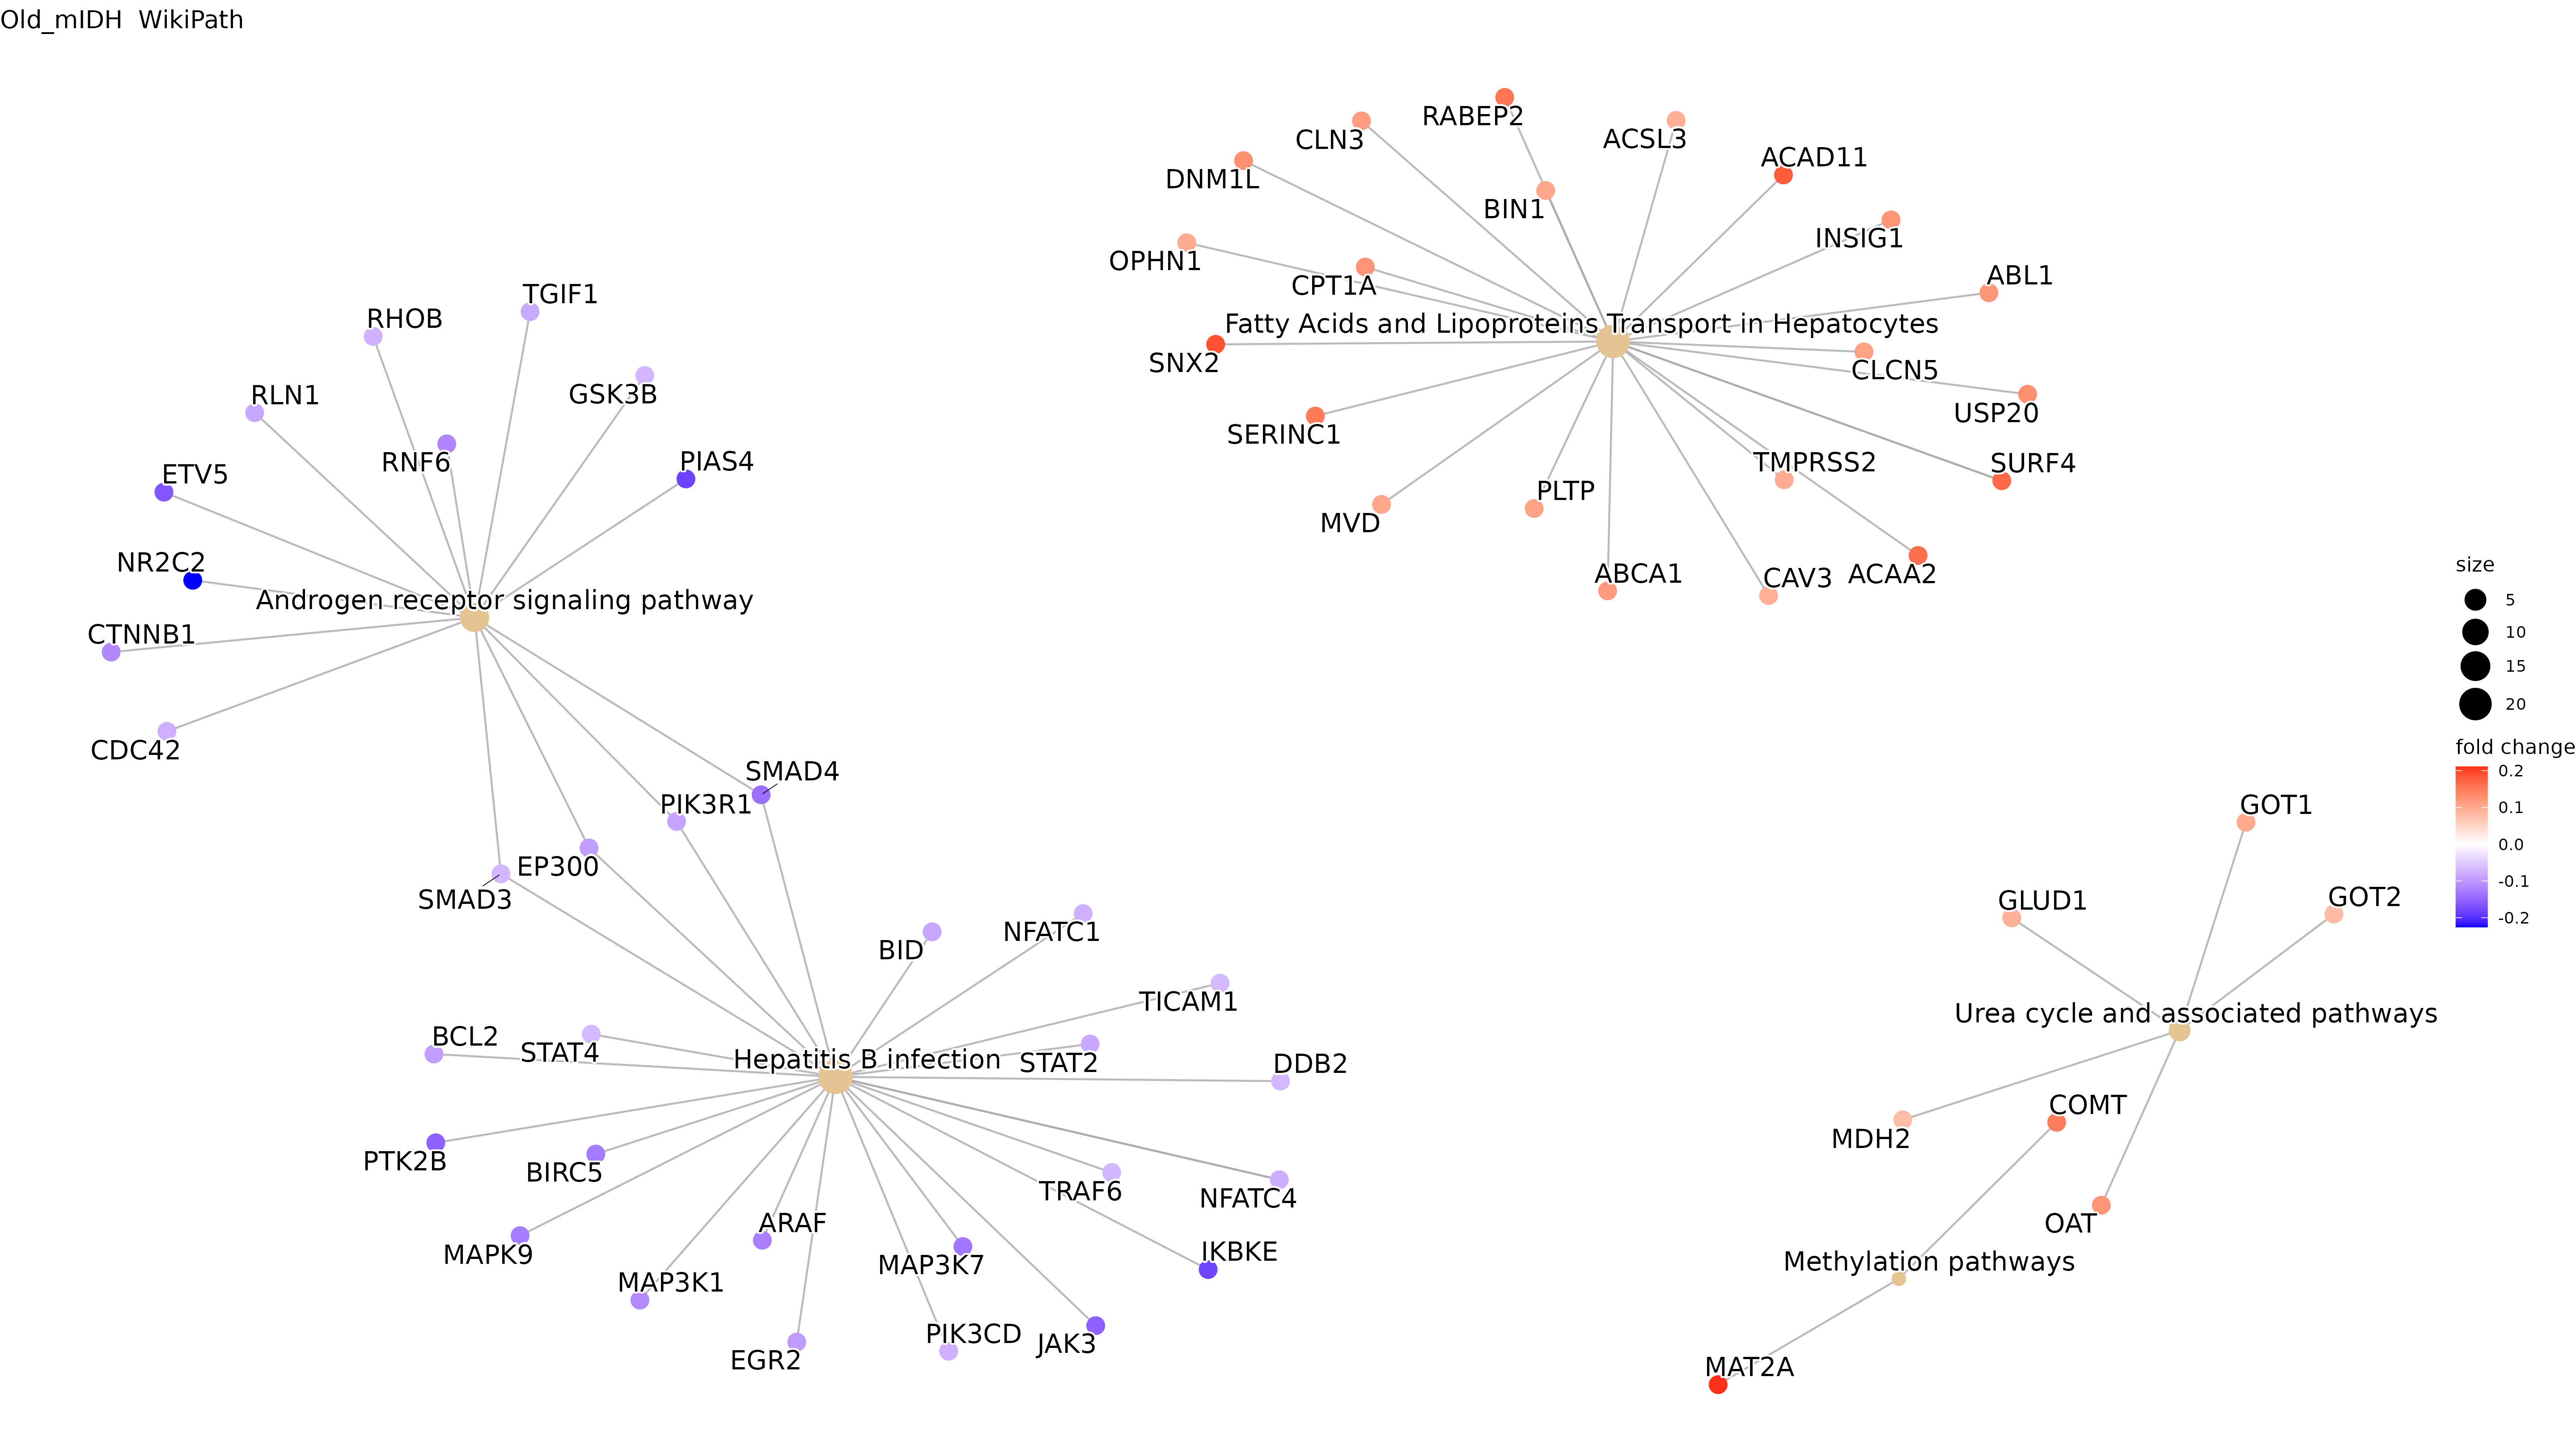 Old_mIDH  WikiPath
RABEP2
CLN3
ACSL3
ACAD11
DNM1L
BIN1
INSIG1
OPHN1
ABL1
CPT1A
Fatty Acids and Lipoproteins Transport in Hepatocytes
SNX2
CLCN5
USP20
SERINC1
TMPRSS2
SURF4
PLTP
MVD
ABCA1
CAV3
ACAA2
TGIF1
RHOB
GSK3B
RLN1
RNF6
PIAS4
ETV5
NR2C2
Androgen receptor signaling pathway
CTNNB1
CDC42
SMAD4
PIK3R1
EP300
SMAD3
BID
NFATC1
TICAM1
BCL2
STAT4
Hepatitis B infection
STAT2
DDB2
PTK2B
BIRC5
TRAF6
NFATC4
ARAF
MAPK9
MAP3K7
IKBKE
MAP3K1
PIK3CD
JAK3
EGR2
GOT1
GLUD1
GOT2
Urea cycle and associated pathways
COMT
MDH2
OAT
Methylation pathways
MAT2A
size
5
10
15
20
fold change
0.2
0.1
0.0
-0.1
-0.2